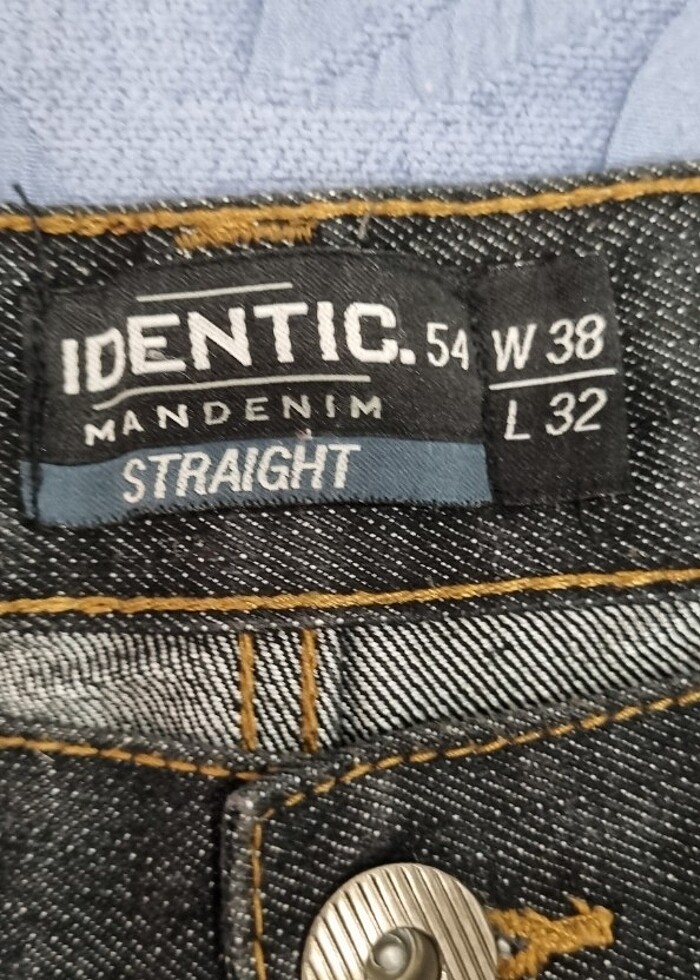 IDENTIC. 54
MANDENIM
STRAIGHT
W 38
L 32